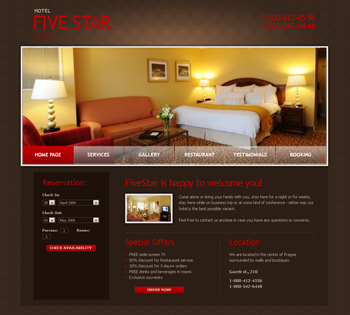 HOTEL
FIVE STAR
1-800-412-4556
1-800-542-6448
HOME PAGE
SERVICES
GALLERY
RESTAURANT
TESTIMONIALS
BOOKING
Reservation:
Check In:
April 2009
Check Out:
May 2009
Persons: 1 Rooms:
1
CHECK AVAILABILITY
FiveStar is happy to welcome you!
Come alone or bring your family with you, stay here for a night or for weeks,
stay here while on business trip or at some kind of conference - either way our
hotel is the best possible variant.
Feel free to contact us anytime in case you have any questions or concerns.
Special Offers
FREE wide-screen TV
50% Discount for Restaraunt service
30% Discount for 3 days+ orders
FREE drinks and beverages in rooms
Exclusive souvenirs
ORDER NOW!
Location
We are located in the center of Prague
surrounded by malls and boutiques.
1-800-412-4556
1-800-542-6448